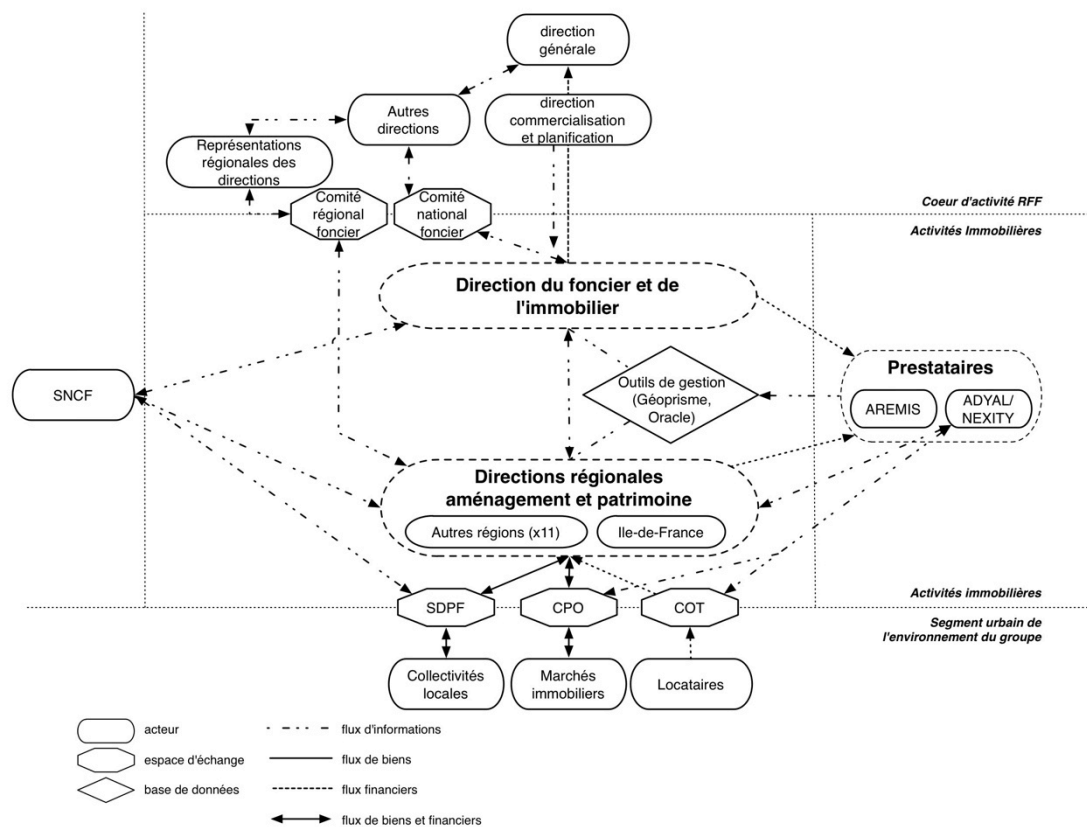 direction
générale
Autres
directions
direction
commercialisation
et planification
Représentations
régionales des
directions
Comité
régional
foncier
Comité
national
foncier
Coeur d'activité RFF
Activités Immobilières
Direction du foncier et de
l'immobilier
SNCF
Outils de gestion
(Géoprisme,
Oracle)
Prestataires
AREMIS
ADYAL/
NEXITY
Directions régionales
aménagement et patrimoine
Autres régions (x11)
Ile-de-France
SDPF
CPO
COT
Activités immobilières
Segment urbain de
l'environnement du groupe
Collectivités
locales
Marchés
immobiliers
Locataires
acteur
espace d'échange
base de données
flux d'informations
flux de biens
flux financiers
flux de biens et financiers